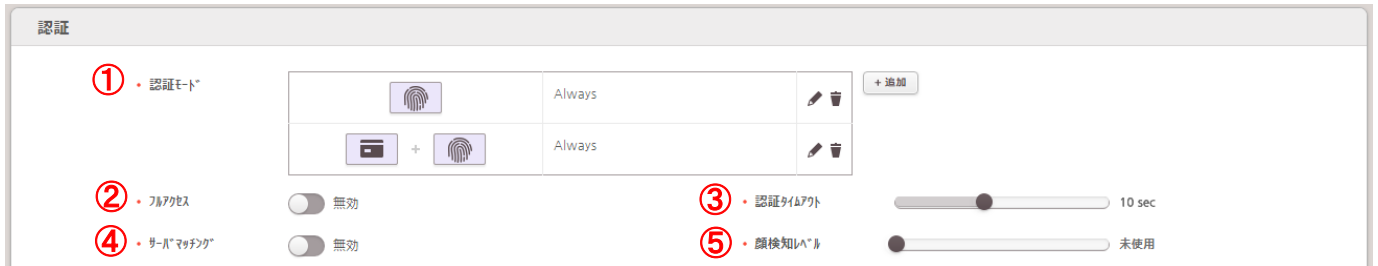 認証
① • 認証ﾓｰﾄﾞ
Always
+ 追加
+
Always
② • ﾌﾙｱｸｾｽ 無効 ③ • 認証ﾀｲﾑｱｳﾄ 10 sec
④ • ｻｰﾊﾞﾏｯﾁﾝｸﾞ 無効 ⑤ • 顔検知ﾚﾍﾞﾙ 未使用